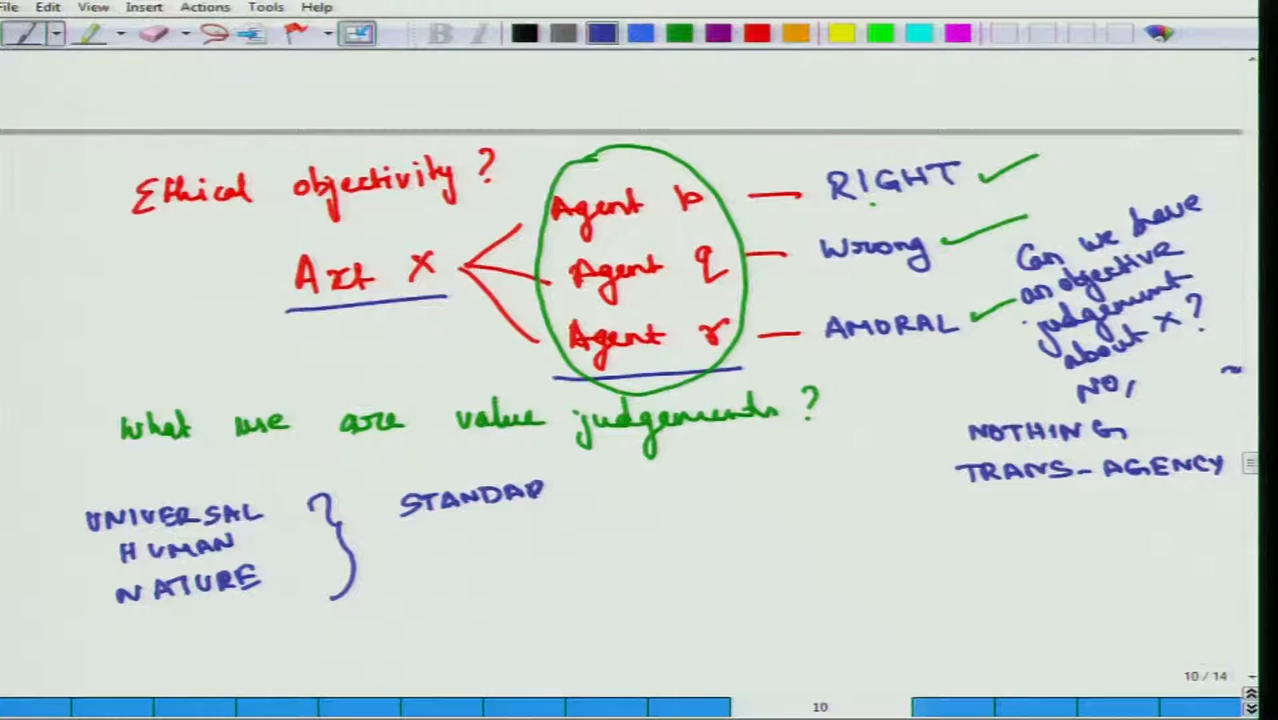 File Edit View Insert Actions Tools Help
B I
Ethical objectivity ?
Act X
Agent p — RIGHT
Agent q — Wrong
Agent r — AMORAL
Can we have
an objective
judgement
about X ?
NO,
NOTHING
TRANS-AGENCY
What use are value judgements ?
UNIVERSAL
HUMAN
NATURE
STANDAR
10 / 14
10